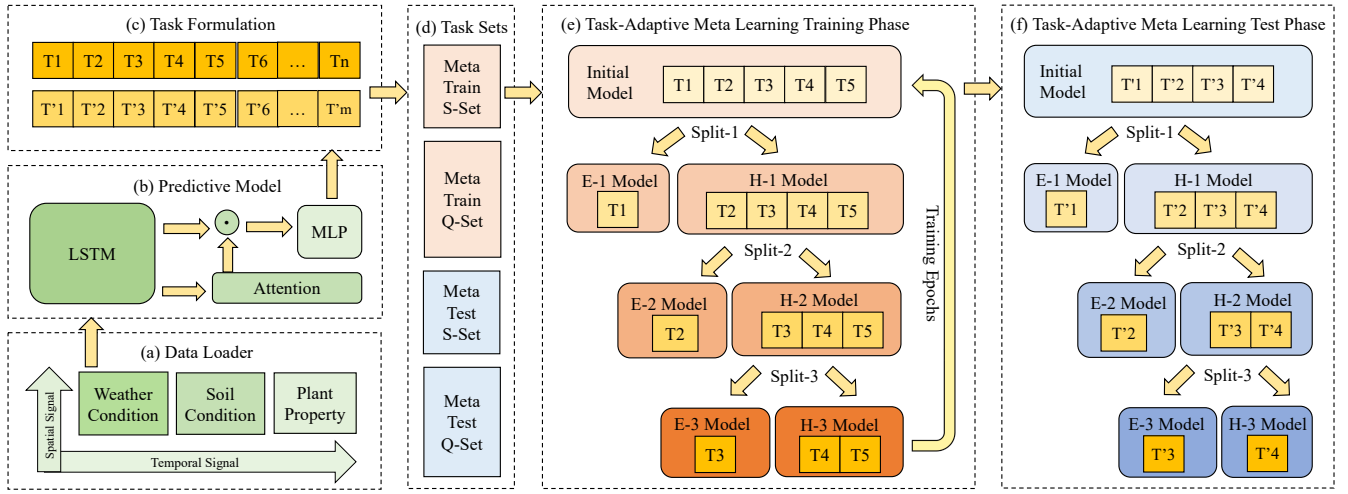 (c) Task Formulation
T1 T2 T3 T4 T5 T6 … Tn
T'1 T'2 T'3 T'4 T'5 T'6 … T'm
(b) Predictive Model
LSTM
MLP
Attention
(a) Data Loader
Weather
Condition
Soil
Condition
Plant
Property
Spatial Signal
Temporal Signal
(d) Task Sets
Meta
Train
S-Set
Meta
Train
Q-Set
Meta
Test
S-Set
Meta
Test
Q-Set
(e) Task-Adaptive Meta Learning Training Phase
Initial
Model
T1 T2 T3 T4 T5
Split-1
E-1 Model
T1
H-1 Model
T2 T3 T4 T5
Split-2
E-2 Model
T2
H-2 Model
T3 T4 T5
Split-3
E-3 Model
T3
H-3 Model
T4 T5
Training Epochs
(f) Task-Adaptive Meta Learning Test Phase
Initial
Model
T'1 T'2 T'3 T'4
Split-1
E-1 Model
T'1
H-1 Model
T'2 T'3 T'4
Split-2
E-2 Model
T'2
H-2 Model
T'3 T'4
Split-3
E-3 Model
T'3
H-3 Model
T'4